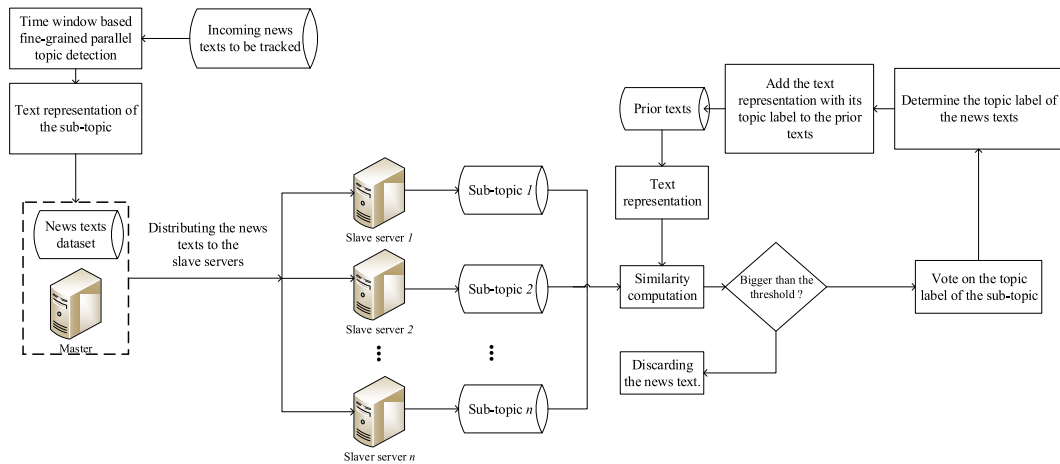 Time window based
fine-grained parallel
topic detection
Incoming news
texts to be tracked
Text representation of
the sub-topic
News texts
dataset
Master
Distributing the news
texts to the
slave servers
Slave server 1
Slave server 2
Slaver server n
Sub-topic 1
Sub-topic 2
Sub-topic n
Prior texts
Text
representation
Similarity
computation
Bigger than the
threshold ?
Discarding
the news text.
Vote on the topic
label of the sub-topic
Determine the topic label of
the news texts
Add the text
representation with its
topic label to the prior
texts